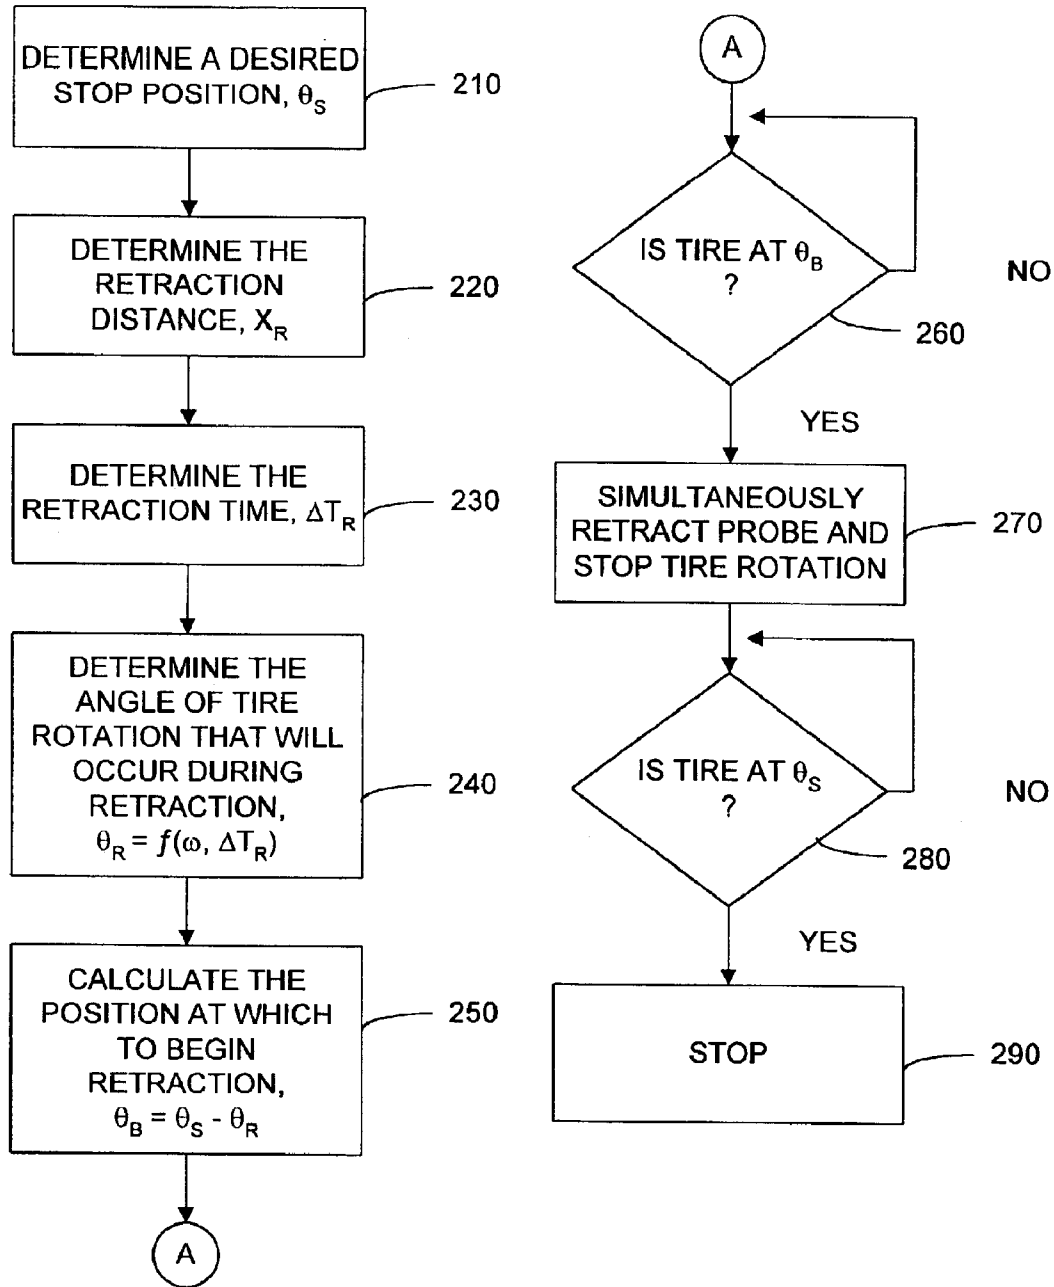 DETERMINE A DESIRED
STOP POSITION, θS
210
DETERMINE THE
RETRACTION
DISTANCE, XR
220
DETERMINE THE
RETRACTION TIME, ΔTR
230
DETERMINE THE
ANGLE OF TIRE
ROTATION THAT WILL
OCCUR DURING
RETRACTION,
θR = f(ω, ΔTR)
240
CALCULATE THE
POSITION AT WHICH
TO BEGIN
RETRACTION,
θB = θS - θR
250
A
A
IS TIRE AT θB
?
NO
260
YES
SIMULTANEOUSLY
RETRACT PROBE AND
STOP TIRE ROTATION
270
IS TIRE AT θS
?
NO
280
YES
STOP
290